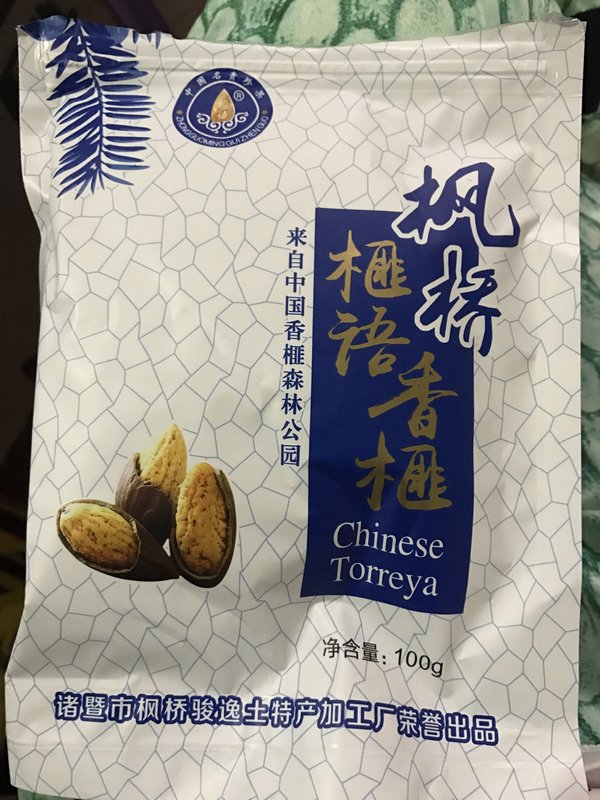 中国名贵珍果
®
ZHONGGUOMINGGUIZHENGUO
枫桥
榧语
香榧
来自中国香榧森林公园
Chinese
Torreya
净含量：100g
诸暨市枫桥骏逸土特产加工厂荣誉出品